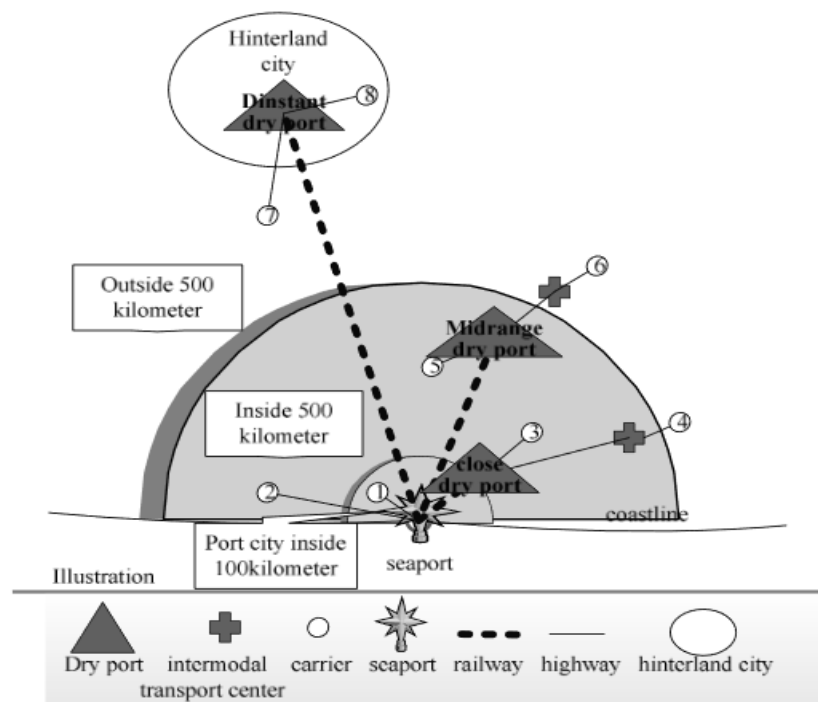 Hinterland
city
8
Dinstant
dry port
7
Outside 500
kilometer
6
Midrange
dry port
5
Inside 500
kilometer
3
4
close
dry port
2
1
coastline
Port city inside
100kilometer
seaport
Illustration
Dry port
intermodal
transport center
carrier
seaport
railway
highway
hinterland city